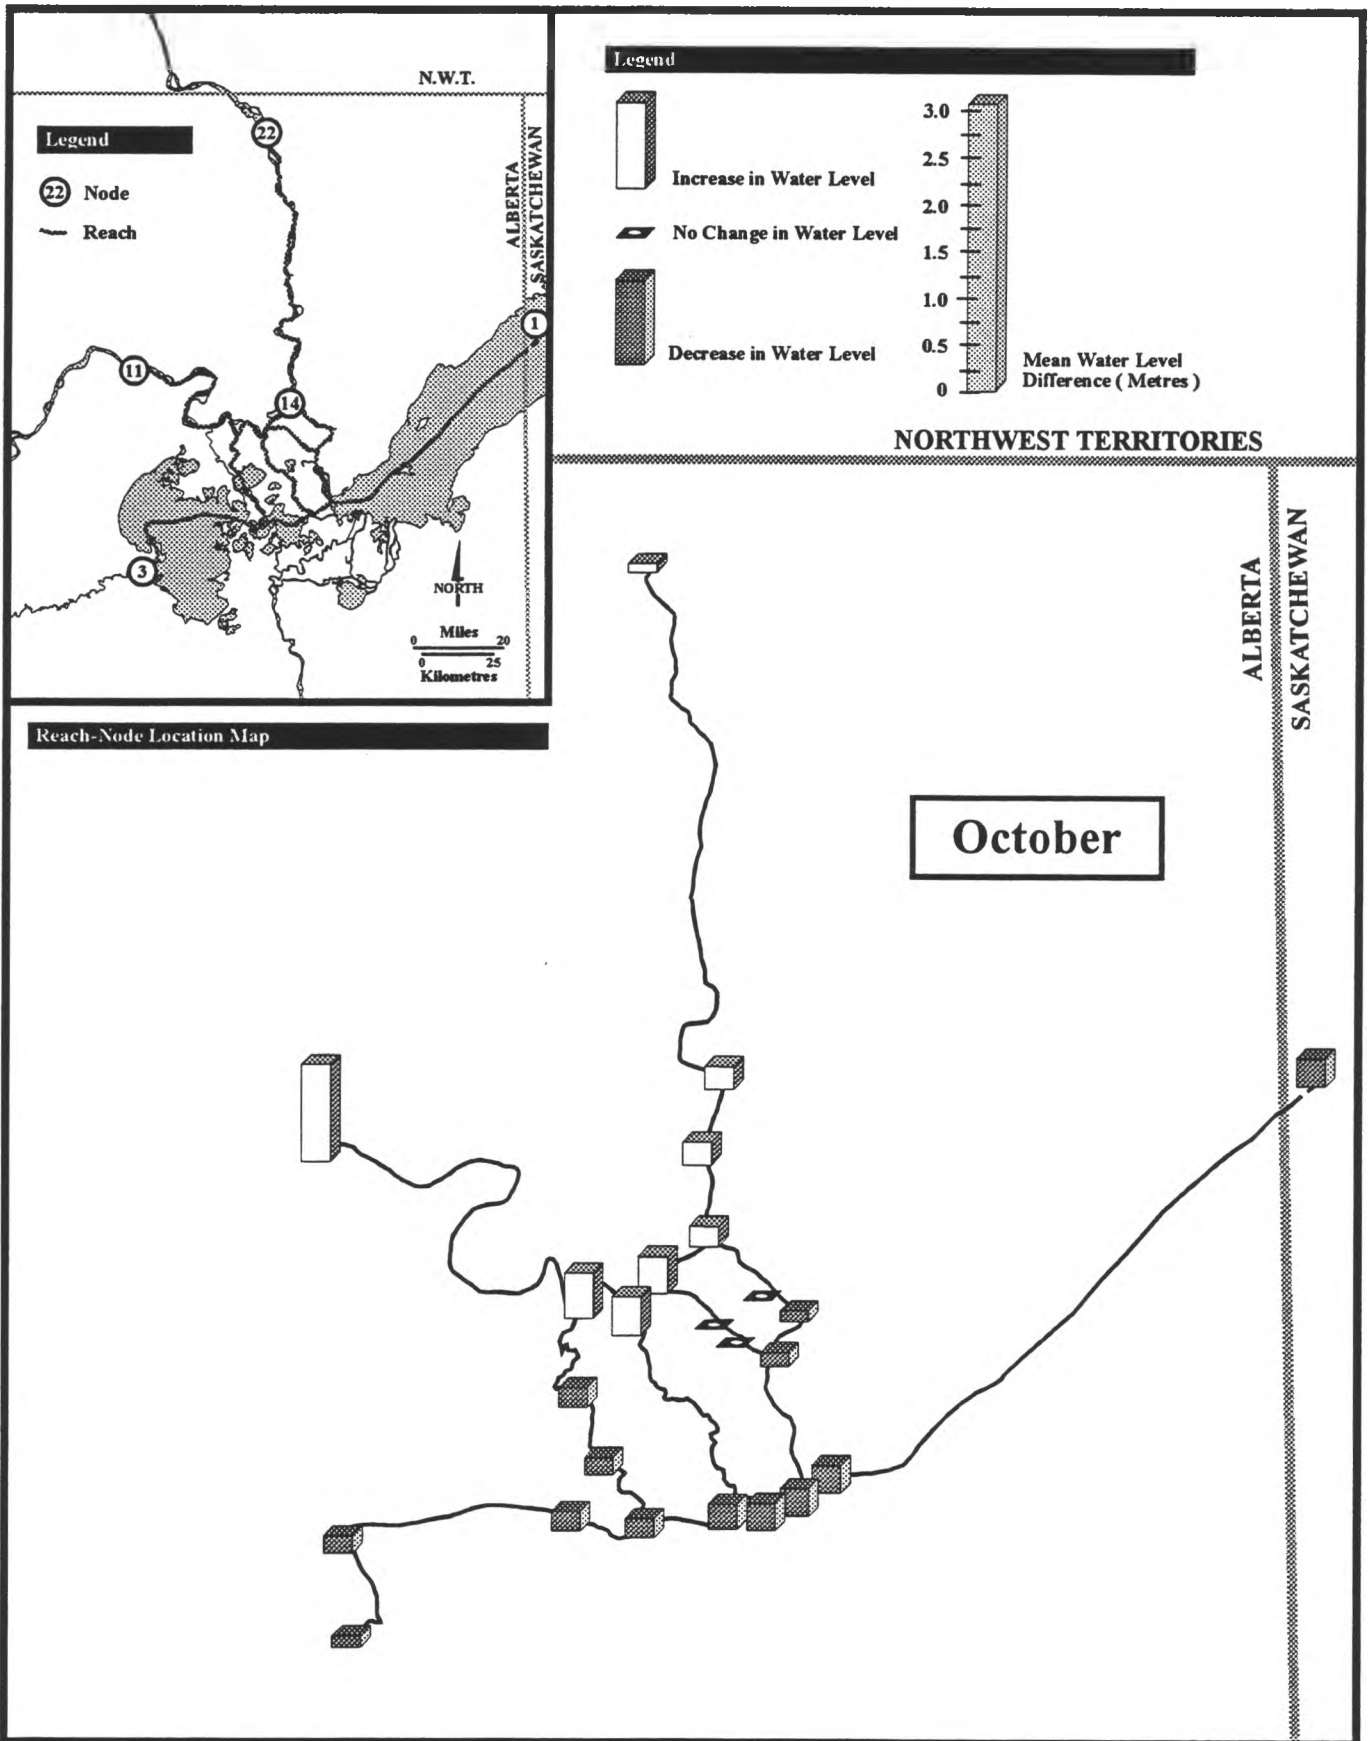 N.W.T.
Legend
22
22 Node
Reach
ALBERTA
SASKATCHEWAN
1
11
14
3
NORTH
Miles
0 20
0 25
Kilometres
Reach-Node Location Map
Legend
Increase in Water Level
No Change in Water Level
Decrease in Water Level
3.0
2.5
2.0
1.5
1.0
0.5
0
Mean Water Level
Difference ( Metres )
NORTHWEST TERRITORIES
ALBERTA
SASKATCHEWAN
October